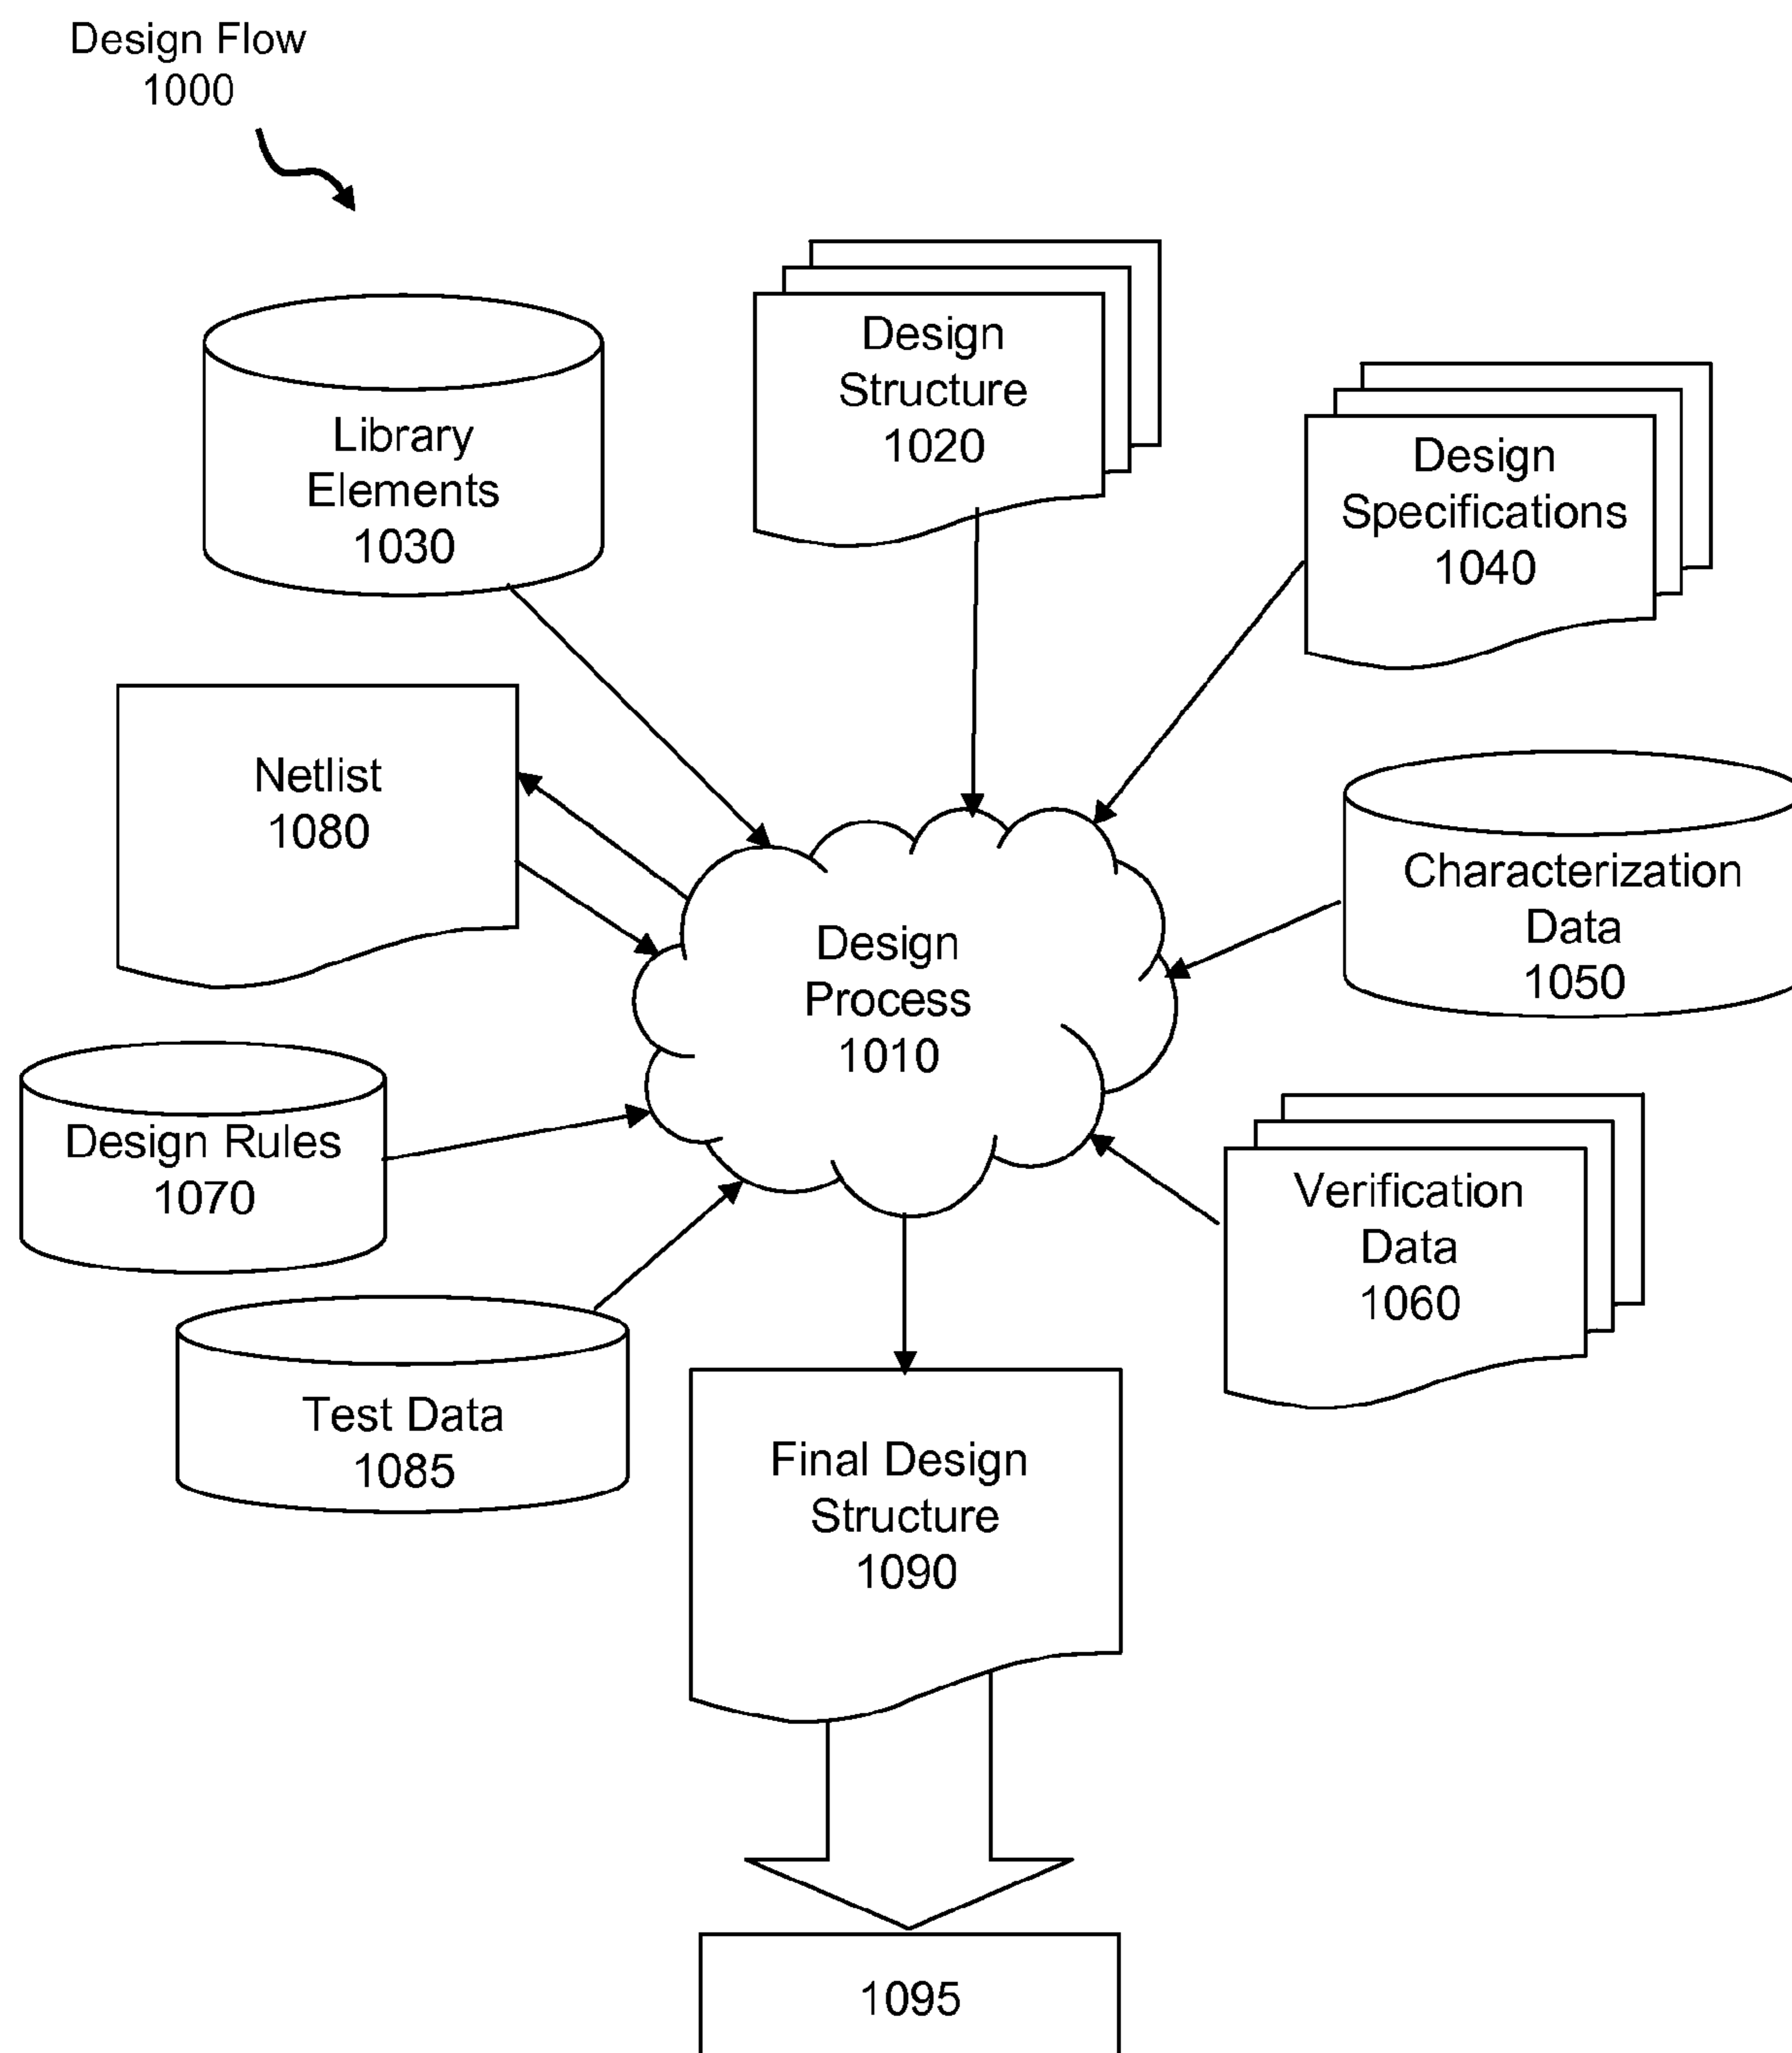 Design Flow
1000
Design
Structure
1020
Library
Elements
1030
Design
Specifications
1040
Netlist
1080
Characterization
Data
1050
Design
Process
1010
Design Rules
1070
Verification
Data
1060
Test Data
1085
Final Design
Structure
1090
1095